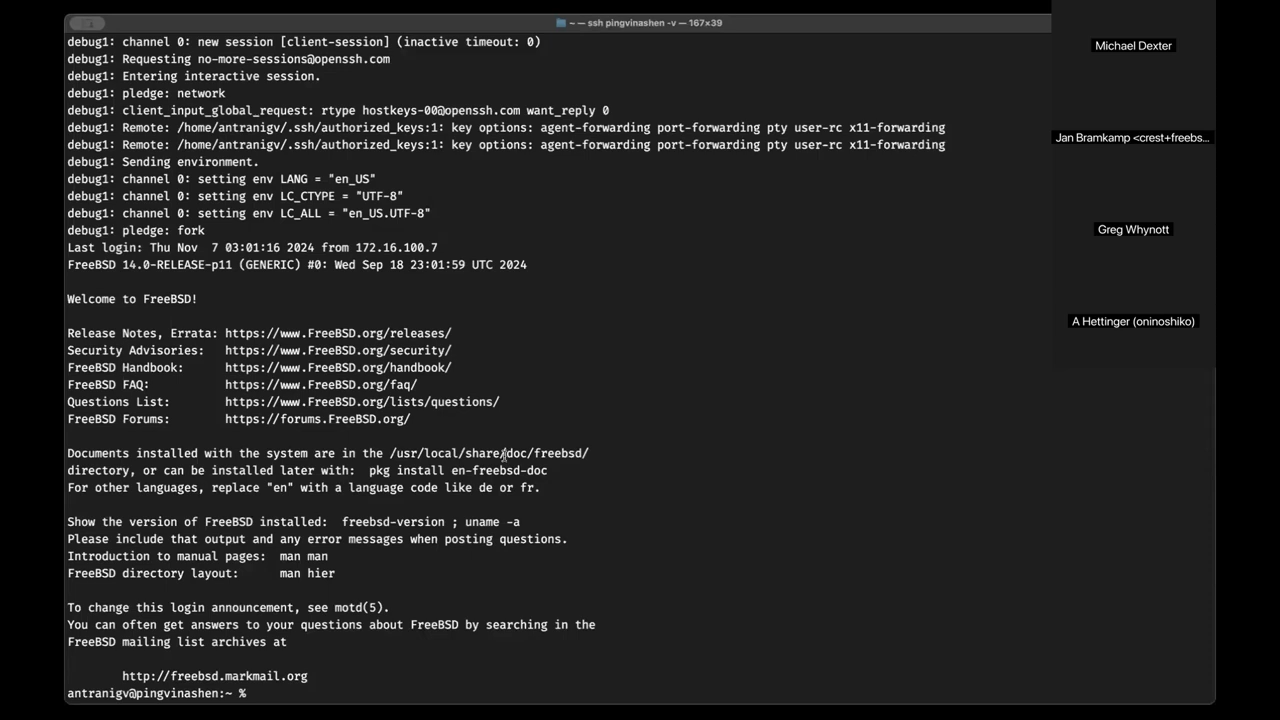 ~ — ssh pingvinashen -v — 167×39
debug1: channel 0: new session [client-session] (inactive timeout: 0)
debug1: Requesting no-more-sessions@openssh.com
debug1: Entering interactive session.
debug1: pledge: network
debug1: client_input_global_request: rtype hostkeys-00@openssh.com want_reply 0
debug1: Remote: /home/antranigv/.ssh/authorized_keys:1: key options: agent-forwarding port-forwarding pty user-rc x11-forwarding
debug1: Remote: /home/antranigv/.ssh/authorized_keys:1: key options: agent-forwarding port-forwarding pty user-rc x11-forwarding
debug1: Sending environment.
debug1: channel 0: setting env LANG = "en_US"
debug1: channel 0: setting env LC_CTYPE = "UTF-8"
debug1: channel 0: setting env LC_ALL = "en_US.UTF-8"
debug1: pledge: fork
Last login: Thu Nov  7 03:01:16 2024 from 172.16.100.7
FreeBSD 14.0-RELEASE-p11 (GENERIC) #0: Wed Sep 18 23:01:59 UTC 2024
Welcome to FreeBSD!
Release Notes, Errata: https://www.FreeBSD.org/releases/
Security Advisories:   https://www.FreeBSD.org/security/
FreeBSD Handbook:      https://www.FreeBSD.org/handbook/
FreeBSD FAQ:           https://www.FreeBSD.org/faq/
Questions List:        https://www.FreeBSD.org/lists/questions/
FreeBSD Forums:        https://forums.FreeBSD.org/
Documents installed with the system are in the /usr/local/share/doc/freebsd/
directory, or can be installed later with:  pkg install en-freebsd-doc
For other languages, replace "en" with a language code like de or fr.
Show the version of FreeBSD installed:  freebsd-version ; uname -a
Please include that output and any error messages when posting questions.
Introduction to manual pages:  man man
FreeBSD directory layout:      man hier
To change this login announcement, see motd(5).
You can often get answers to your questions about FreeBSD by searching in the
FreeBSD mailing list archives at
http://freebsd.markmail.org
antranigv@pingvinashen:~ %
Michael Dexter
Jan Bramkamp <crest+freebs...
Greg Whynott
A Hettinger (oninoshiko)